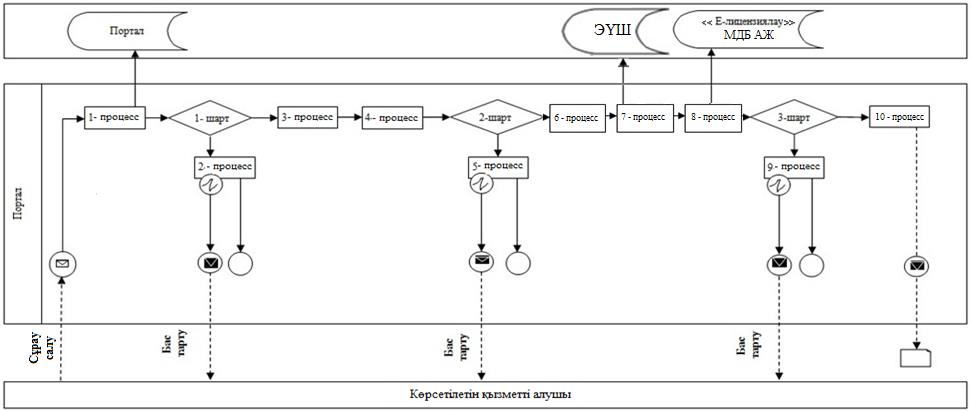 Портал
ЭҮШ
<< Е-лицензиялау>>
МДБ АЖ
Портал
1- процесс
1- шарт
3- процесс
4- процесс
2-шарт
6 - процесс
7 - процесс
8 - процесс
3-шарт
10 - процесс
2.- процесс
5- процесс
9.- процесс
Сұрау
салу
Бас
тарту
Бас
тарту
Бас
тарту
Көрсетілетін қызметті алушы